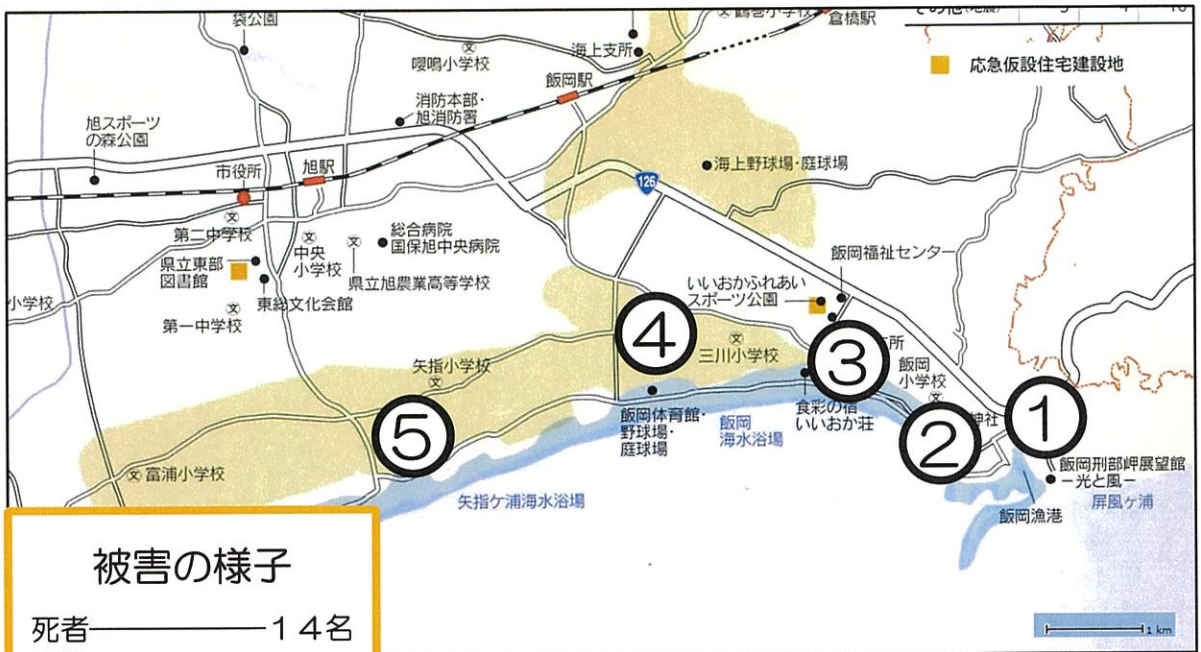 袋公園
鶴巻小学校
倉橋駅
その他(地震)
嚶鳴小学校
海上支所
応急仮設住宅建設地
飯岡駅
消防本部・
旭消防署
旭スポーツ
の森公園
市役所
旭駅
126
海上野球場・庭球場
第二中学校
中央
小学校
総合病院
国保旭中央病院
県立東部
図書館
県立旭農業高等学校
東総文化会館
小学校
第一中学校
飯岡福祉センター
いいおかふれあい
スポーツ公園
④
三川小学校
③
所
飯岡
小学校
矢指小学校
⑤
飯岡体育館・
野球場・
庭球場
飯岡
海水浴場
食彩の宿
いいおか荘
②
神社
①
富浦小学校
矢指ケ浦海水浴場
飯岡刑部岬展望館
ー光と風ー
屏風ヶ浦
飯岡漁港
被害の様子
死者――――――14名
1 km